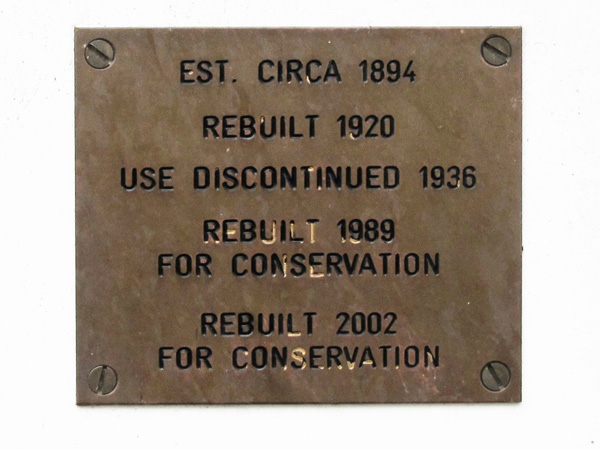 EST. CIRCA 1894
REBUILT 1920
USE DISCONTINUED 1936
REBUILT 1989
FOR CONSERVATION
REBUILT 2002
FOR CONSERVATION